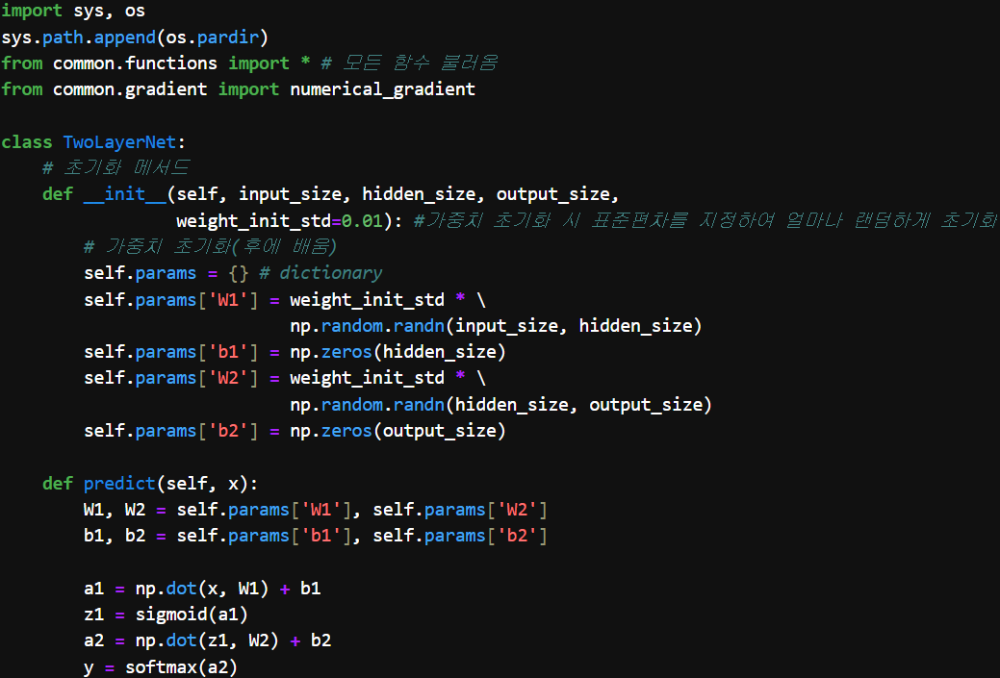 import sys, os
sys.path.append(os.pardir)
from common.functions import * # 모든 함수 불러옴
from common.gradient import numerical_gradient
class TwoLayerNet:
# 초기화 메서드
def __init__(self, input_size, hidden_size, output_size,
weight_init_std=0.01): #가중치 초기화 시 표준편차를 지정하여 얼마나 랜덤하게 초기화
# 가중치 초기화(후에 배움)
self.params = {} # dictionary
self.params['W1'] = weight_init_std * \
np.random.randn(input_size, hidden_size)
self.params['b1'] = np.zeros(hidden_size)
self.params['W2'] = weight_init_std * \
np.random.randn(hidden_size, output_size)
self.params['b2'] = np.zeros(output_size)
def predict(self, x):
W1, W2 = self.params['W1'], self.params['W2']
b1, b2 = self.params['b1'], self.params['b2']
a1 = np.dot(x, W1) + b1
z1 = sigmoid(a1)
a2 = np.dot(z1, W2) + b2
y = softmax(a2)